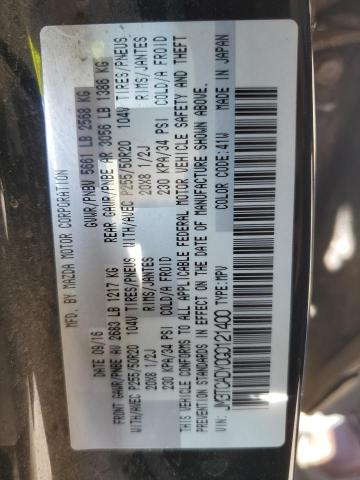 MFD. BY MAZDA MOTOR CORPORATION
DATE 09/16 GVWR/PNBV 5661 LB 2568 KG
FRONT GAWR/PNBE AV 2683 LB 1217 KG REAR GAWR/PNBE AR 3056 LB 1386 KG
WITH/AVEC P255/50R20 104V TIRES/PNEUS, WITH/AVEC P255/50R20 104V TIRES/PNEUS,
20X8 1/2J RIMS/JANTES 20X8 1/2J RIMS/JANTES
230 KPA/34 PSI COLD/A FROID 230 KPA/34 PSI COLD/A FROID
THIS VEHICLE CONFORMS TO ALL APPLICABLE FEDERAL MOTOR VEHICLE SAFETY AND THEFT
PREVENTION STANDARDS IN EFFECT ON THE DATE OF MANUFACTURE SHOWN ABOVE.
VIN: TYPE: MPV COLOR CODE: 41W MADE IN JAPAN